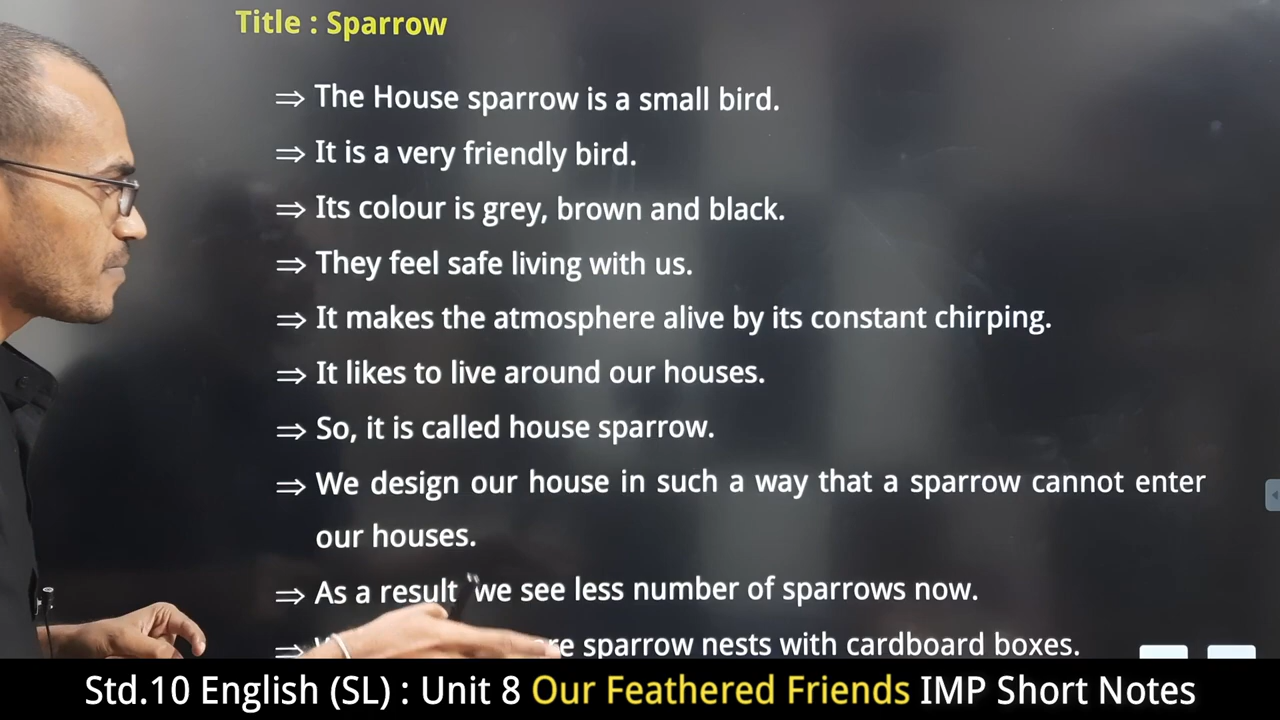 Title : Sparrow
⇒ The House sparrow is a small bird.
⇒ It is a very friendly bird.
⇒ Its colour is grey, brown and black.
⇒ They feel safe living with us.
⇒ It makes the atmosphere alive by its constant chirping.
⇒ It likes to live around our houses.
⇒ So, it is called house sparrow.
⇒ We design our house in such a way that a sparrow cannot enter
our houses.
⇒ As a result we see less number of sparrows now.
⇒ sparrow nests with cardboard boxes.
Std.10 English (SL) : Unit 8 Our Feathered Friends IMP Short Notes